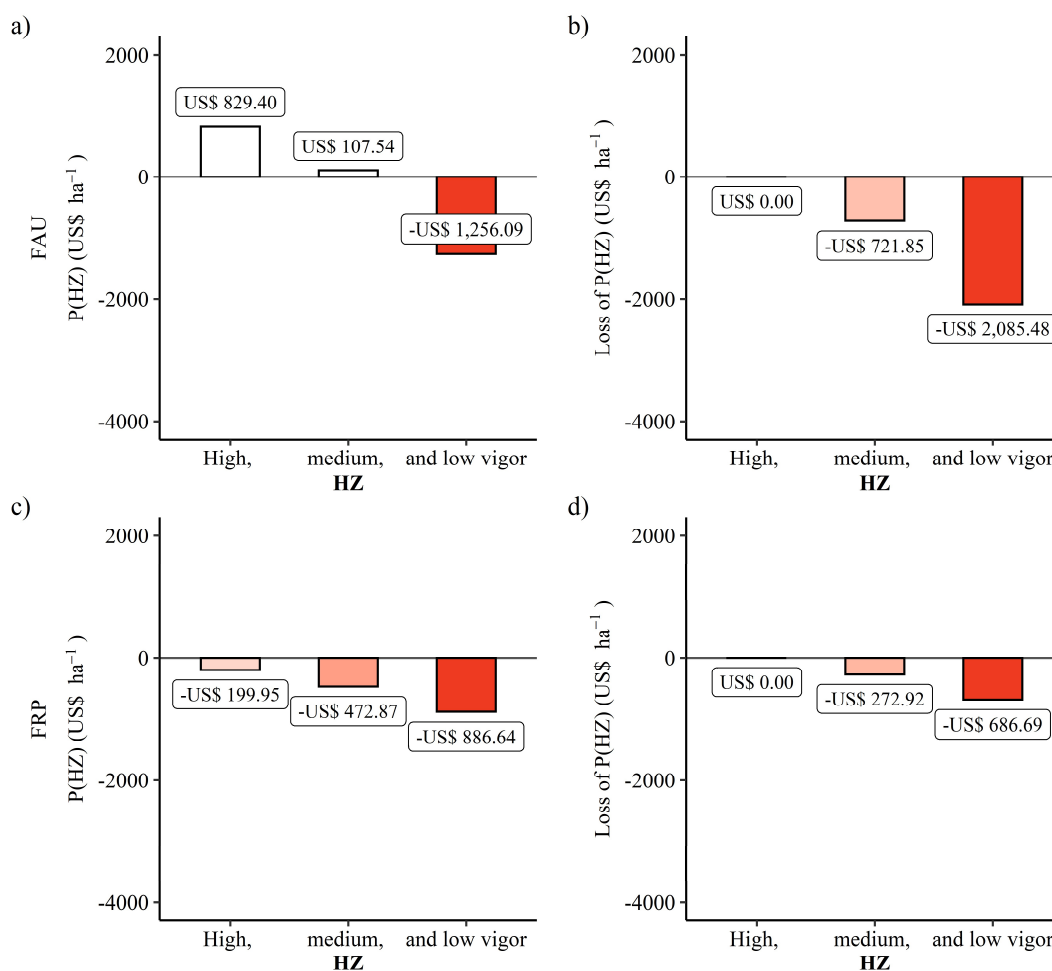 a)
FAU
P(HZ) (US$ ha⁻¹ )
2000
0
-2000
-4000
US$ 829.40
US$ 107.54
-US$ 1,256.09
High, medium, and low vigor
HZ
b)
Loss of P(HZ) (US$ ha⁻¹ )
2000
0
-2000
-4000
US$ 0.00
-US$ 721.85
-US$ 2,085.48
High, medium, and low vigor
HZ
c)
FRP
P(HZ) (US$ ha⁻¹ )
2000
0
-2000
-4000
-US$ 199.95
-US$ 472.87
-US$ 886.64
High, medium, and low vigor
HZ
d)
Loss of P(HZ) (US$ ha⁻¹ )
2000
0
-2000
-4000
US$ 0.00
-US$ 272.92
-US$ 686.69
High, medium, and low vigor
HZ